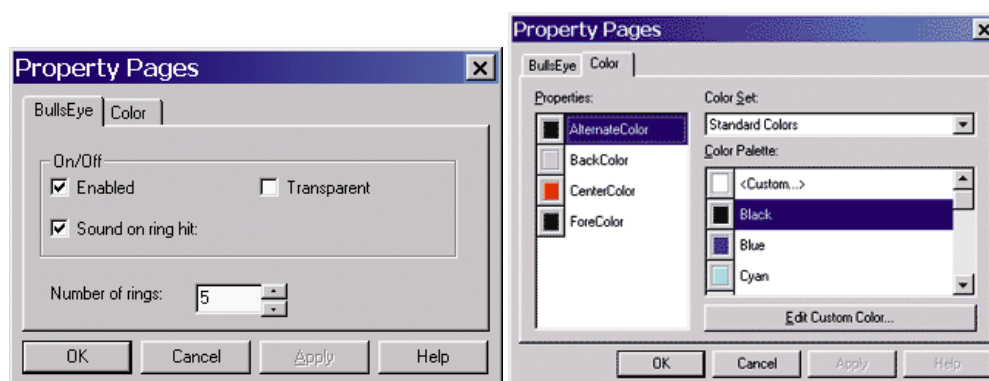 Property Pages
BullsEye Color
On/Off
Enabled Transparent
Sound on ring hit:
Number of rings: 5
OK Cancel Apply Help
Property Pages
BullsEye Color
Properties:
AlternateColor
BackColor
CenterColor
ForeColor
Color Set:
Standard Colors
Color Palette:
<Custom...>
Black
Blue
Cyan
Edit Custom Color...
OK Cancel Apply Help